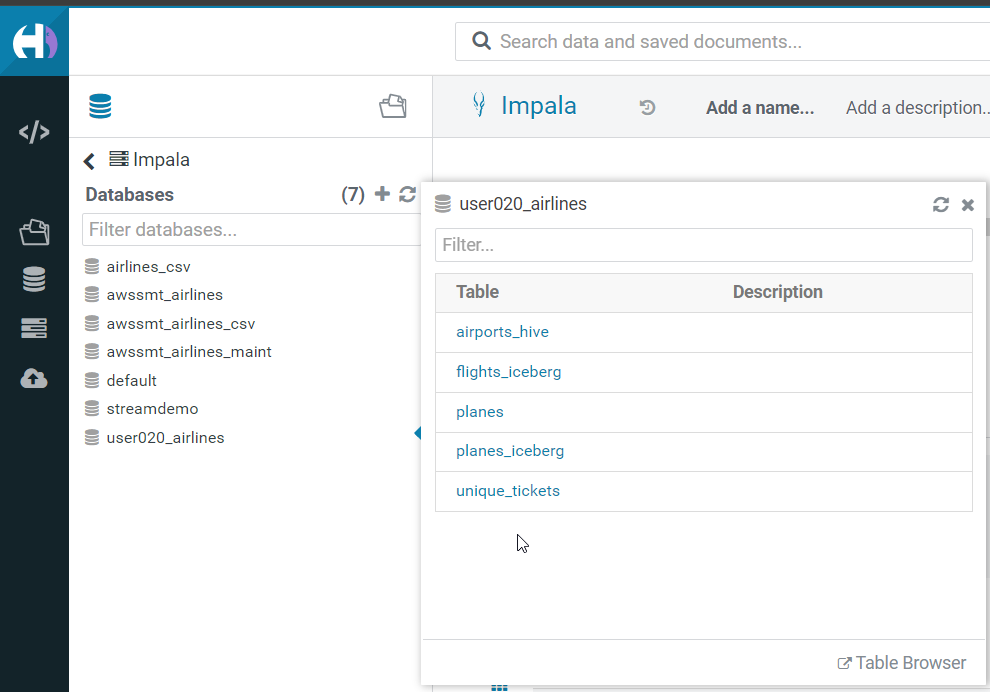 Search data and saved documents...
Impala
Add a name...
Add a description..
Impala
Databases
(7)
Filter databases...
airlines_csv
awssmt_airlines
awssmt_airlines_csv
awssmt_airlines_maint
default
streamdemo
user020_airlines
user020_airlines
Filter...
Table Description
airports_hive
flights_iceberg
planes
planes_iceberg
unique_tickets
Table Browser